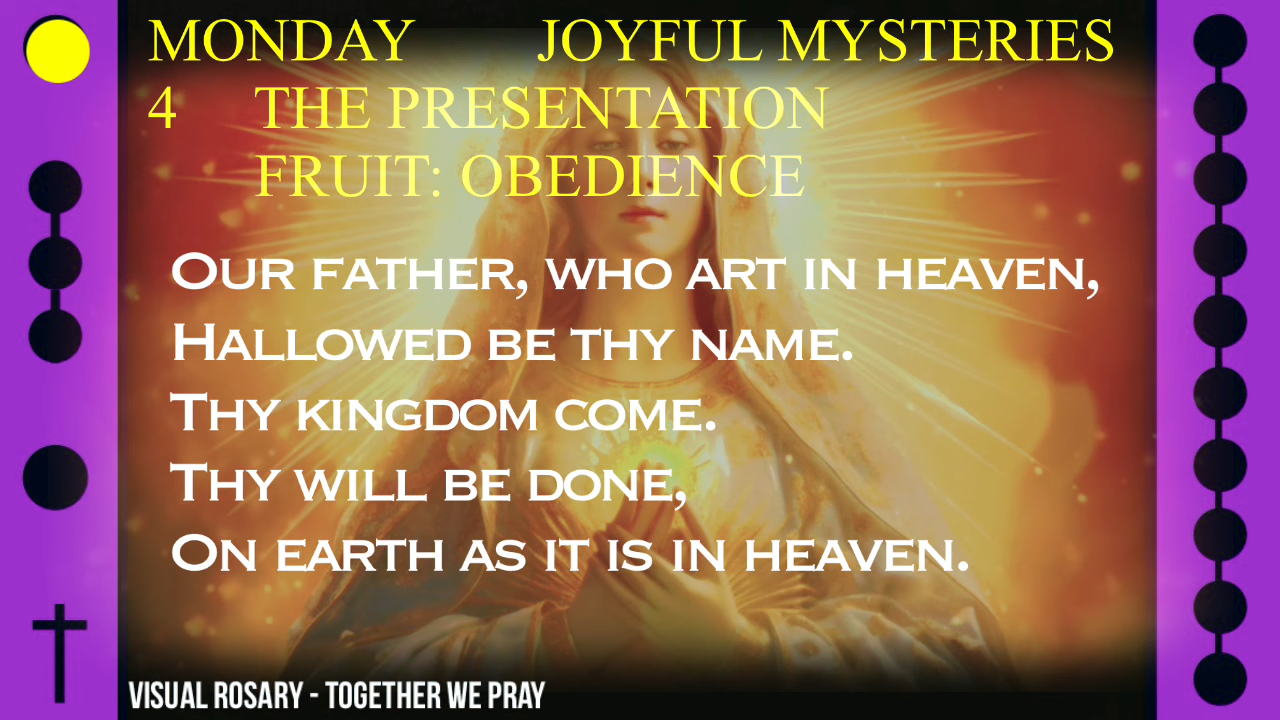 MONDAY JOYFUL MYSTERIES
4 THE PRESENTATION
FRUIT: OBEDIENCE
OUR FATHER, WHO ART IN HEAVEN,
HALLOWED BE THY NAME.
THY KINGDOM COME.
THY WILL BE DONE,
ON EARTH AS IT IS IN HEAVEN.
VISUAL ROSARY - TOGETHER WE PRAY